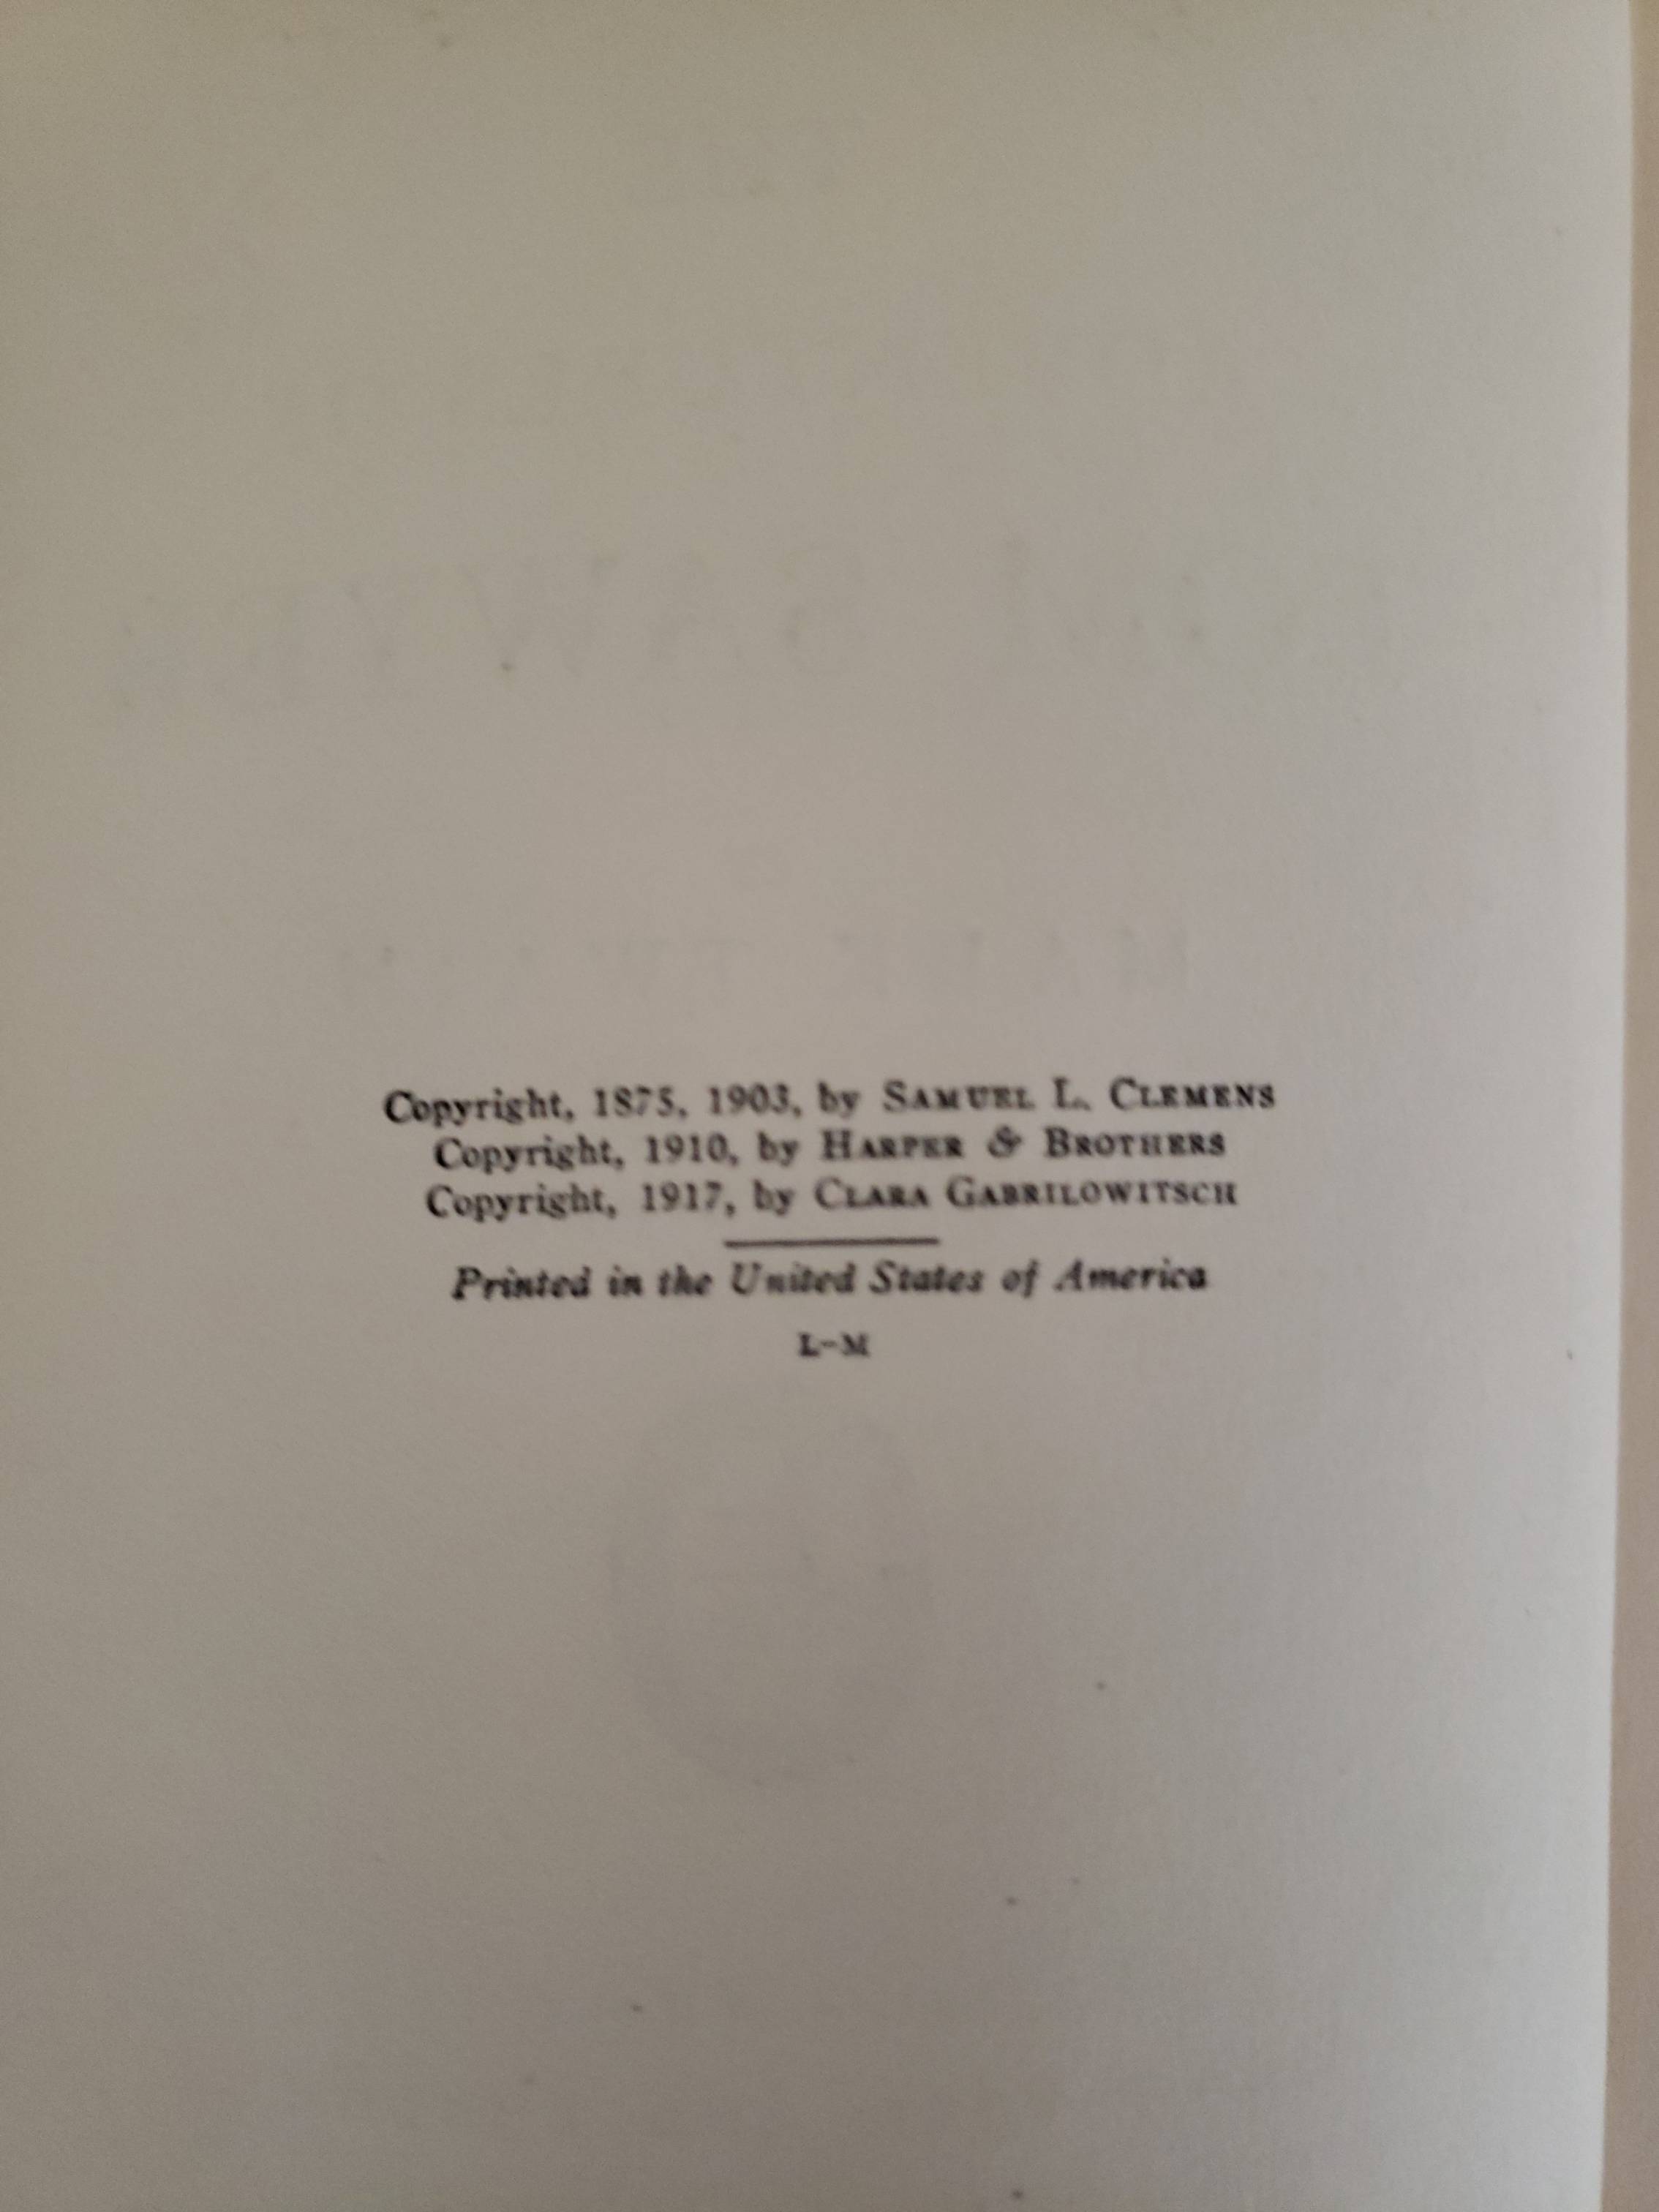 Copyright, 1875, 1903, by SAMUEL L. CLEMENS
Copyright, 1910, by HARPER & BROTHERS
Copyright, 1917, by CLARA GABRILOWITSCH
Printed in the United States of America
L-M